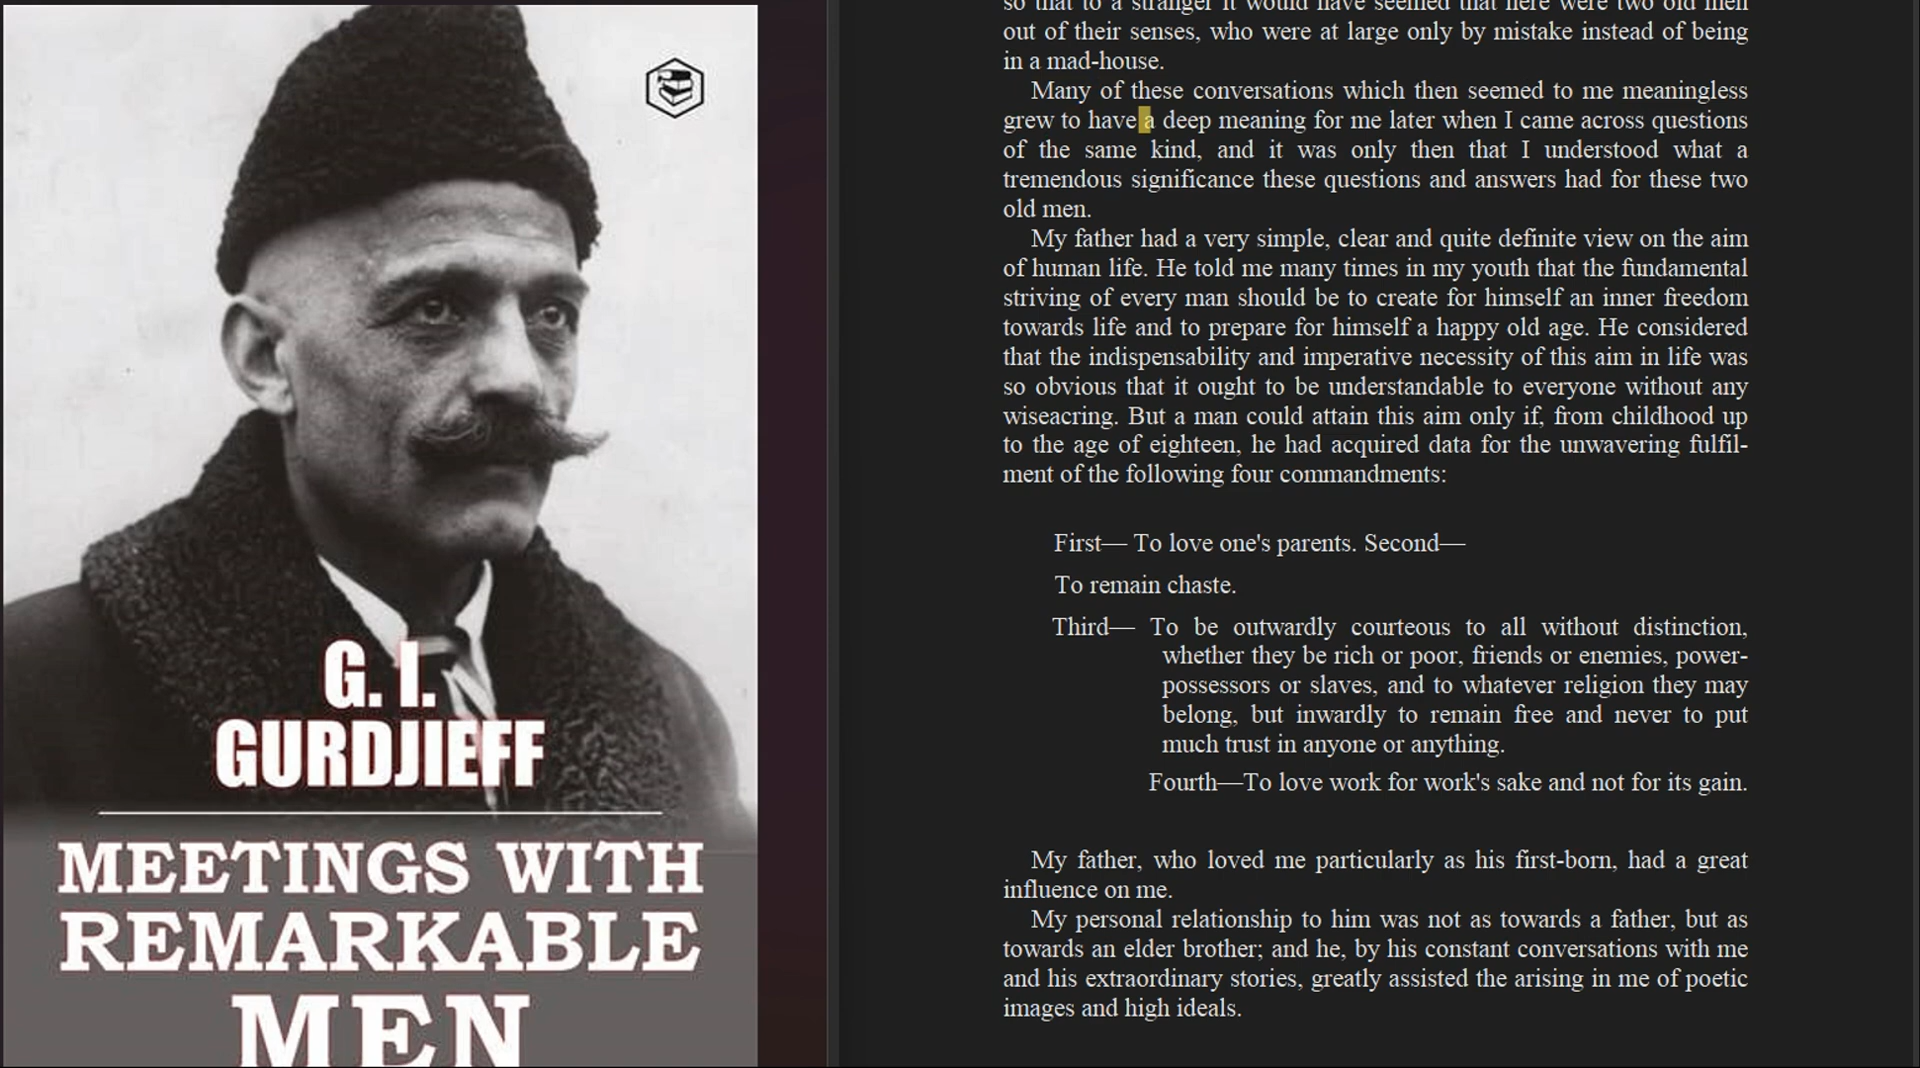 G. I.
GURDJIEFF
MEETINGS WITH
REMARKABLE
MEN
so that to a stranger it would have seemed that here were two old men
out of their senses, who were at large only by mistake instead of being
in a mad-house.
Many of these conversations which then seemed to me meaningless
grew to have a deep meaning for me later when I came across questions
of the same kind, and it was only then that I understood what a
tremendous significance these questions and answers had for these two
old men.
My father had a very simple, clear and quite definite view on the aim
of human life. He told me many times in my youth that the fundamental
striving of every man should be to create for himself an inner freedom
towards life and to prepare for himself a happy old age. He considered
that the indispensability and imperative necessity of this aim in life was
so obvious that it ought to be understandable to everyone without any
wiseacring. But a man could attain this aim only if, from childhood up
to the age of eighteen, he had acquired data for the unwavering fulfil-
ment of the following four commandments:
First— To love one's parents. Second—
To remain chaste.
Third— To be outwardly courteous to all without distinction,
whether they be rich or poor, friends or enemies, power-
possessors or slaves, and to whatever religion they may
belong, but inwardly to remain free and never to put
much trust in anyone or anything.
Fourth—To love work for work's sake and not for its gain.
My father, who loved me particularly as his first-born, had a great
influence on me.
My personal relationship to him was not as towards a father, but as
towards an elder brother; and he, by his constant conversations with me
and his extraordinary stories, greatly assisted the arising in me of poetic
images and high ideals.